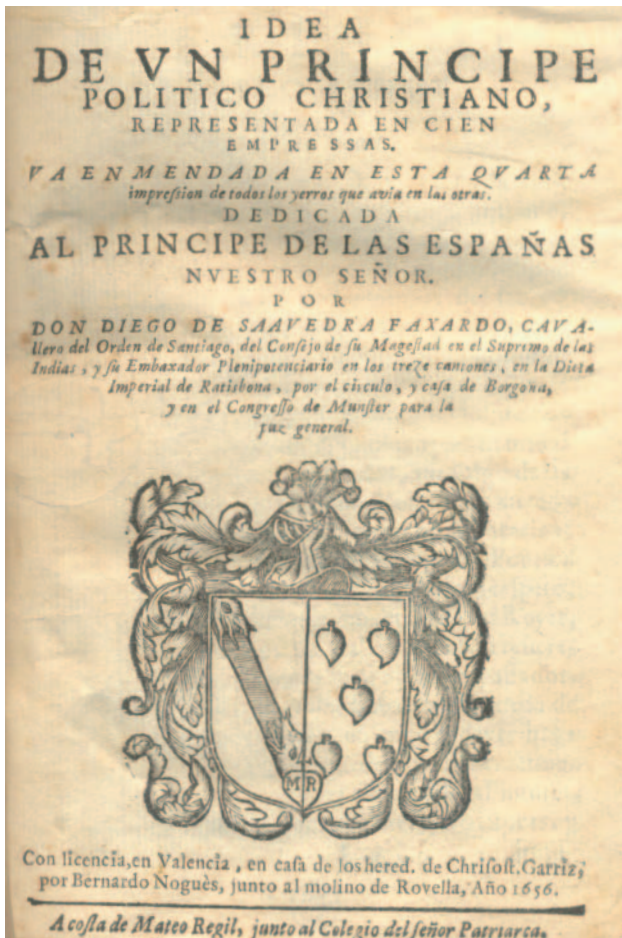 IDEA
DE VN PRINCIPE
POLITICO CHRISTIANO,
REPRESENTADA EN CIEN
EMPRESSAS.
VA ENMENDADA EN ESTA QVARTA
impreſsion de todos los yerros que avia en las otras.
DEDICADA
AL PRINCIPE DE LAS ESPAÑAS
NVESTRO SEÑOR.
POR
DON DIEGO DE SAAVEDRA FAXARDO, CAVA-
llero del Orden de Santiago, del Conſejo de ſu Mageſtad en el Supremo de las
Indias, y ſu Embaxador Plenipotenciario en los treze cantones, en la Dieta
Imperial de Ratisbona, por el circulo, y caſa de Borgoña,
y en el Congreſſo de Munſter para la
paz general.
MR
Con licencia, en Valencia, en caſa de los hered. de Chriſoſt. Garriz,
por Bernardo Noguès, junto al molino de Rovella, Año 1656.
A coſta de Mateo Regil, junto al Colegio del ſeñor Patriarca.